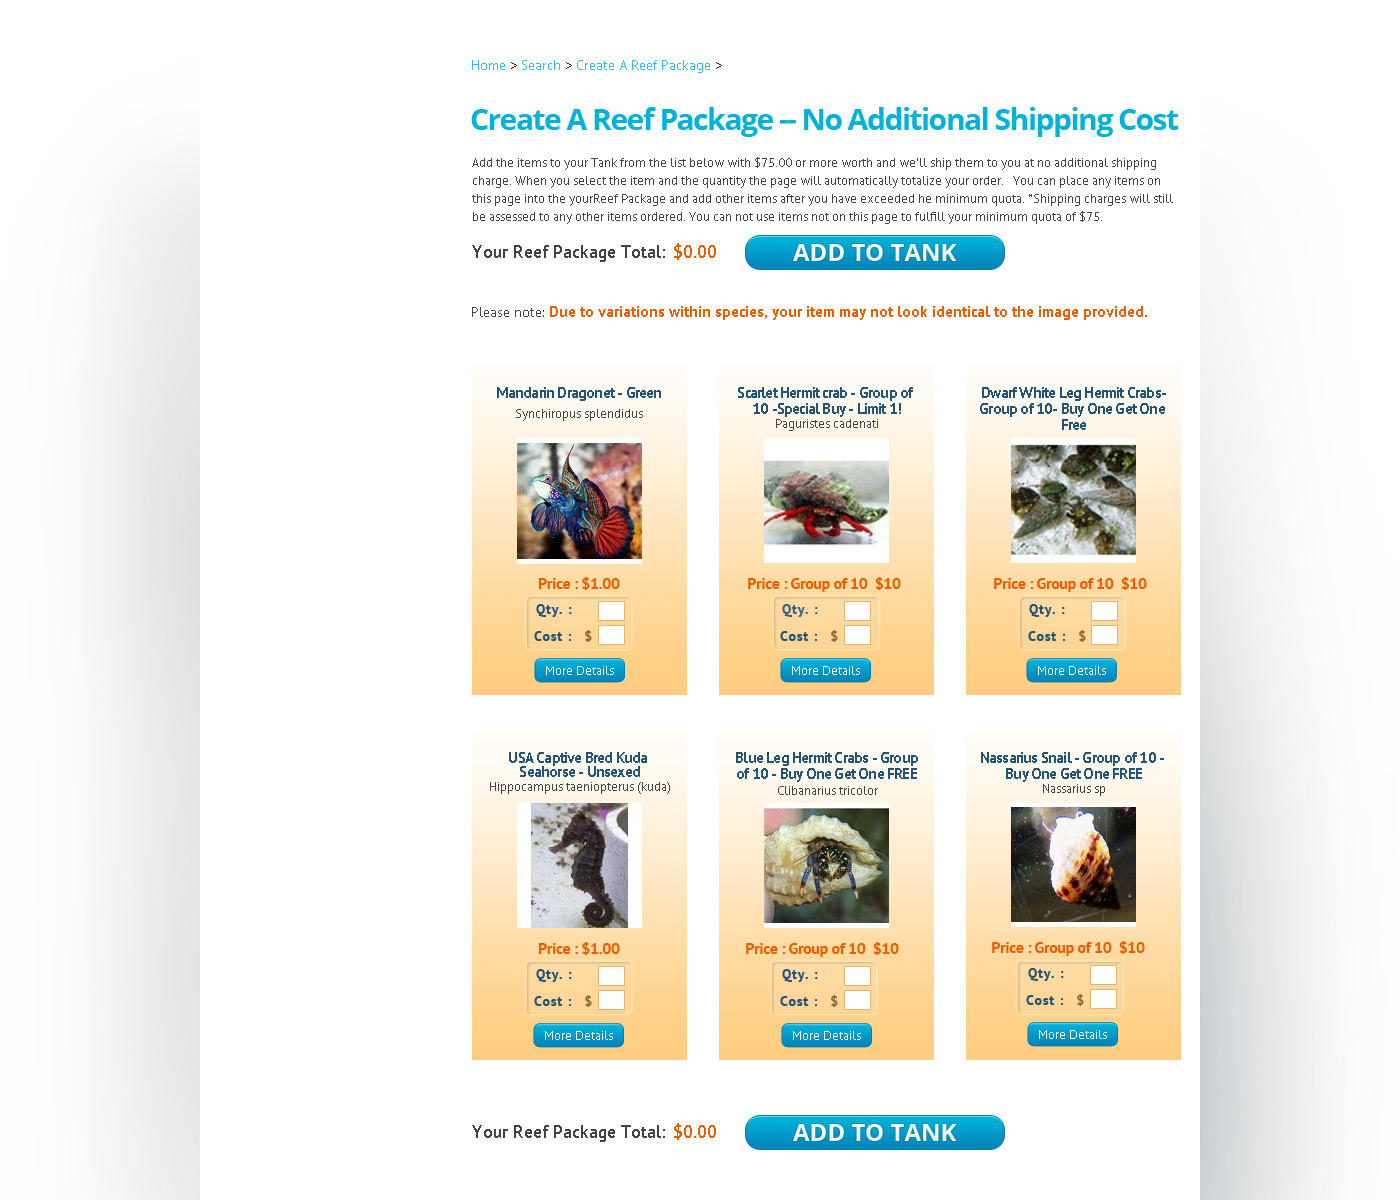 Home > Search > Create A Reef Package >
Create A Reef Package -- No Additional Shipping Cost
Add the items to your Tank from the list below with $75.00 or more worth and we'll ship them to you at no additional shipping
charge. When you select the item and the quantity the page will automatically totalize your order.   You can place any items on
this page into the yourReef Package and add other items after you have exceeded he minimum quota. "Shipping charges will still
be assessed to any other items ordered. You can not use items not on this page to fulfill your minimum quota of $75.
Your Reef Package Total: $0.00 ADD TO TANK
Please note: Due to variations within species, your item may not look identical to the image provided.
Mandarin Dragonet - Green
Synchiropus splendidus
Price : $1.00
Qty. :
Cost : $
More Details
Scarlet Hermit crab - Group of
10 -Special Buy - Limit 1!
Paguristes cadenati
Price : Group of 10 $10
Qty. :
Cost : $
More Details
Dwarf White Leg Hermit Crabs-
Group of 10- Buy One Get One
Free
Price : Group of 10 $10
Qty. :
Cost : $
More Details
USA Captive Bred Kuda
Seahorse - Unsexed
Hippocampus taeniopterus (kuda)
Price : $1.00
Qty. :
Cost : $
More Details
Blue Leg Hermit Crabs - Group
of 10 - Buy One Get One FREE
Clibanarius tricolor
Price : Group of 10 $10
Qty. :
Cost : $
More Details
Nassarius Snail - Group of 10 -
Buy One Get One FREE
Nassarius sp
Price : Group of 10 $10
Qty. :
Cost : $
More Details
Your Reef Package Total: $0.00 ADD TO TANK